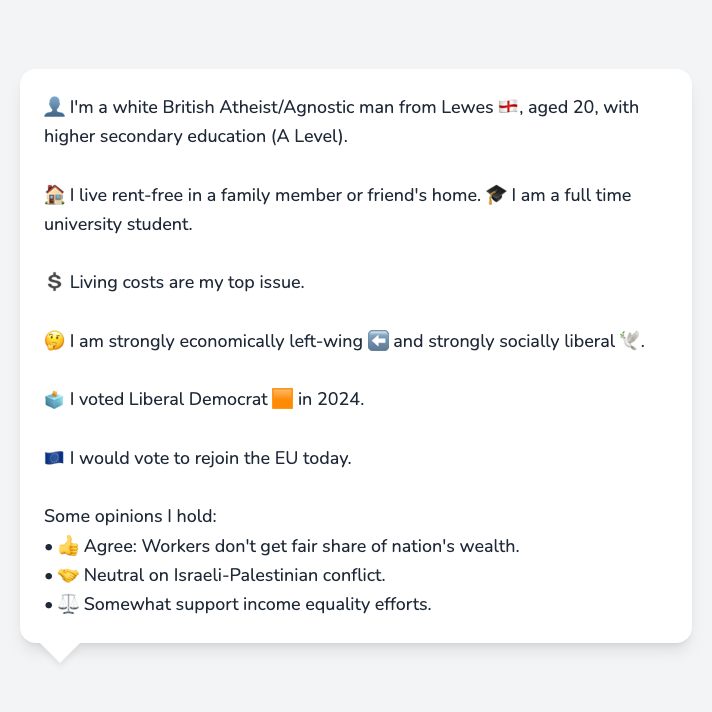 👤 I'm a white British Atheist/Agnostic man from Lewes 🏴󠁧󠁢󠁥󠁮󠁧󠁿, aged 20, with
higher secondary education (A Level).
🏠 I live rent-free in a family member or friend's home. 🎓 I am a full time
university student.
💲 Living costs are my top issue.
🤔 I am strongly economically left-wing ⬅️ and strongly socially liberal 🕊️.
🗳️ I voted Liberal Democrat 🟧 in 2024.
🇪🇺 I would vote to rejoin the EU today.
Some opinions I hold:
• 👍 Agree: Workers don't get fair share of nation's wealth.
• 🤝 Neutral on Israeli-Palestinian conflict.
• ⚖️ Somewhat support income equality efforts.